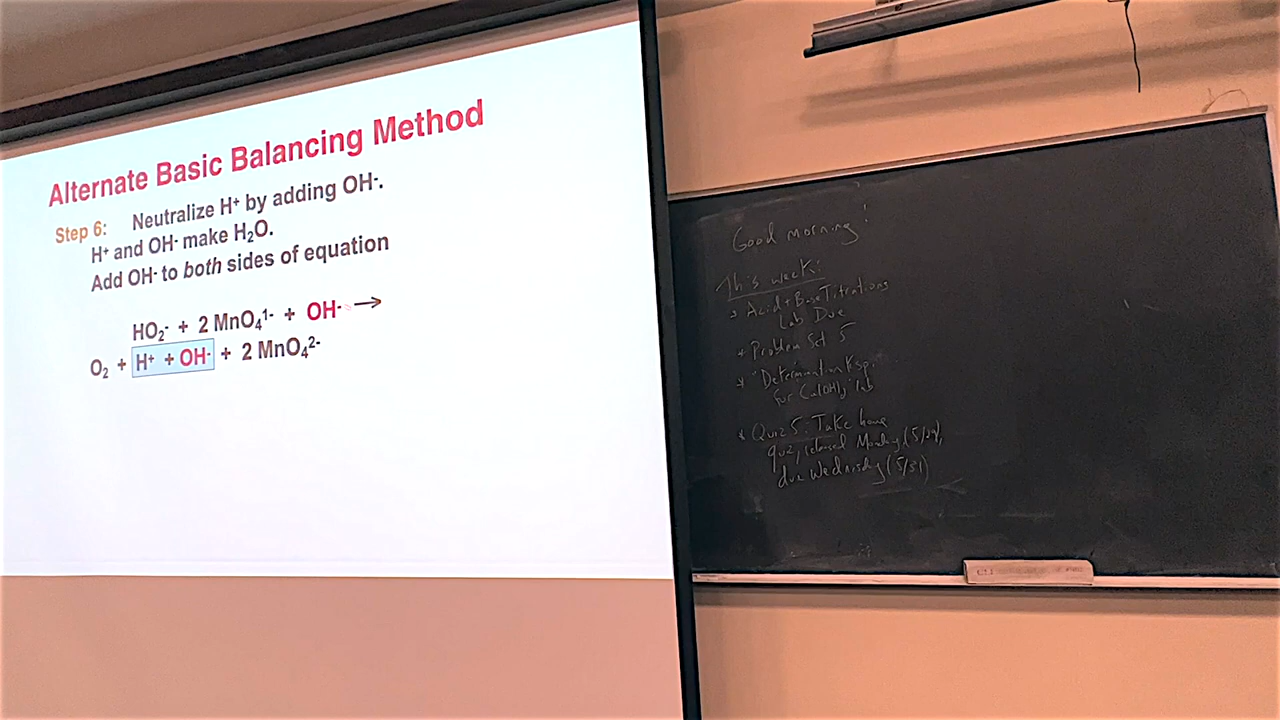 Alternate Basic Balancing Method
Step 6: Neutralize H⁺ by adding OH⁻.
H⁺ and OH⁻ make H₂O.
Add OH⁻ to both sides of equation
HO₂⁻ + 2 MnO₄¹⁻ + OH⁻ →
O₂ + H⁺ + OH⁻ + 2 MnO₄²⁻
Good morning!
This week:
Acid + Base Titrations
Lab Due
* Problem Set 5
* "Determination Ksp
for Ca(OH)₂" lab
* Quiz 5: Take home
quiz, released Monday (5/29),
due Wednesday (5/31)